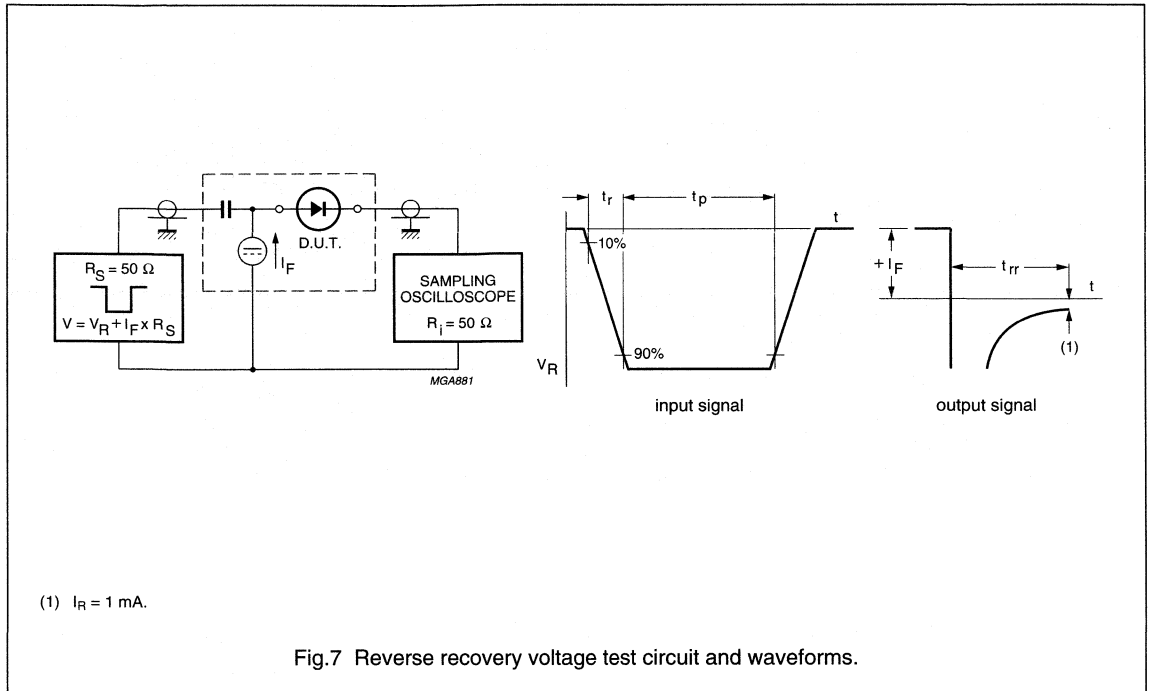 D.U.T.
I_F
R_S = 50 Ω
V = V_R + I_F x R_S
SAMPLING
OSCILLOSCOPE
R_i = 50 Ω
MGA881
t_r
t_p
t
10%
90%
V_R
input signal
+ I_F
t_rr
t
(1)
output signal
(1) I_R = 1 mA.
Fig.7 Reverse recovery voltage test circuit and waveforms.